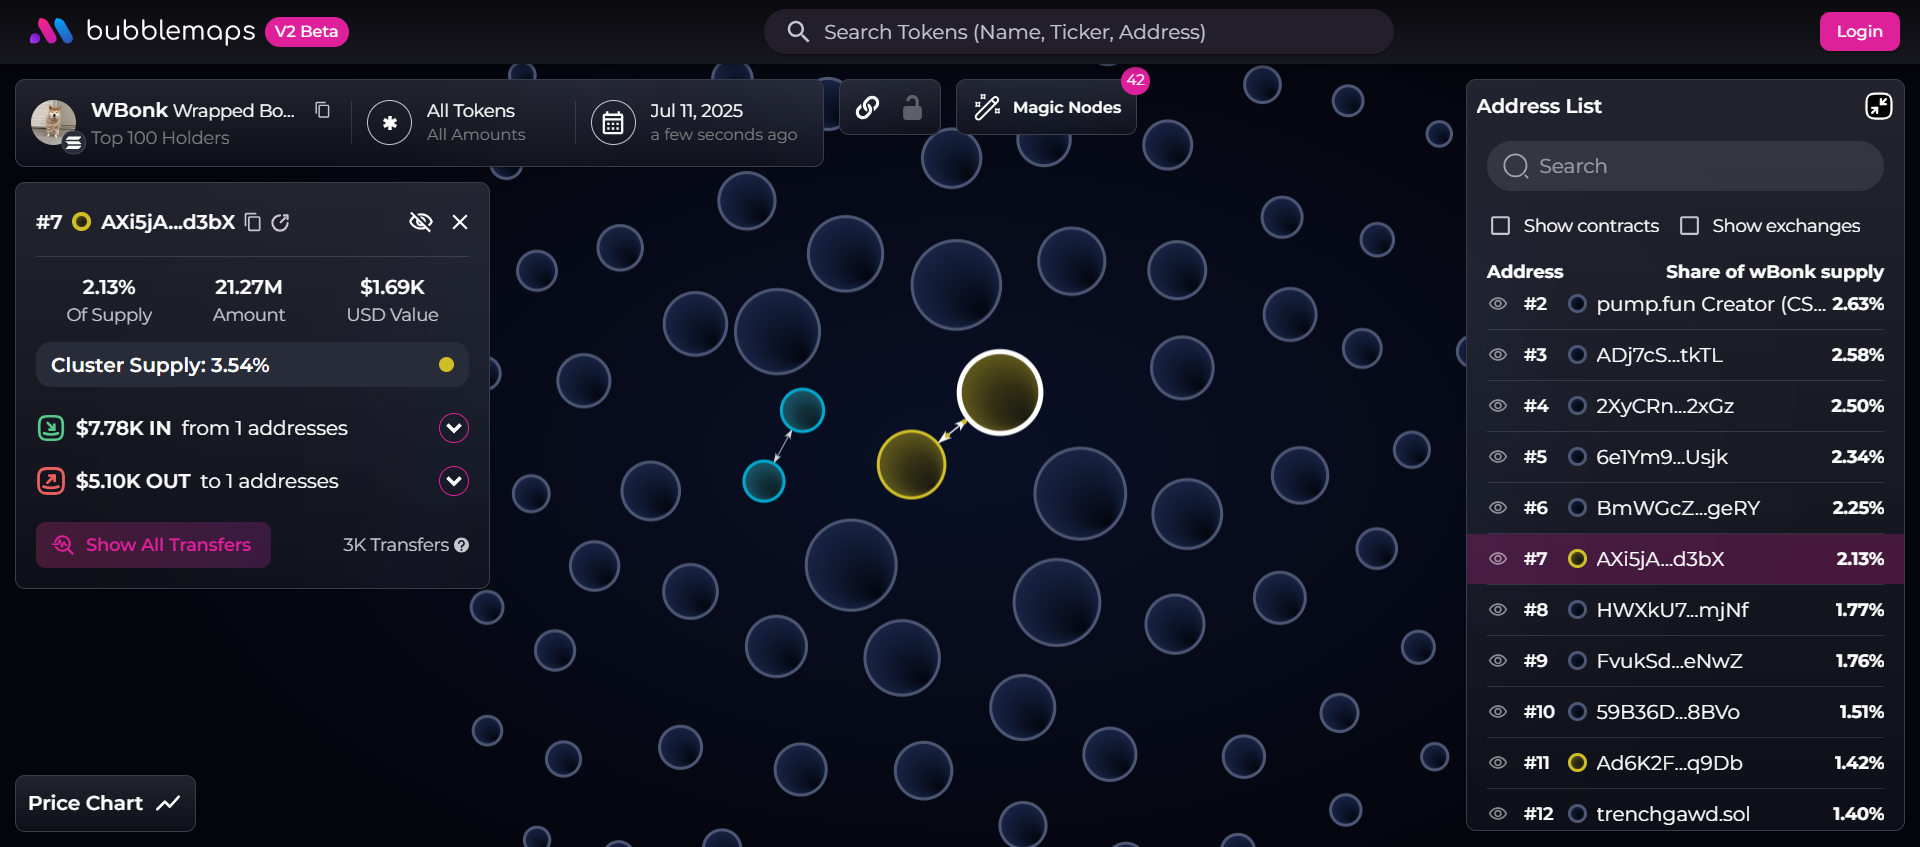 bubblemaps V2 Beta
Search Tokens (Name, Ticker, Address)
Login
WBonk Wrapped Bo...
Top 100 Holders
All Tokens
All Amounts
Jul 11, 2025
a few seconds ago
Magic Nodes
42
#7 AXi5jA...d3bX
2.13%
Of Supply
21.27M
Amount
$1.69K
USD Value
Cluster Supply: 3.54%
$7.78K IN from 1 addresses
$5.10K OUT to 1 addresses
Show All Transfers
3K Transfers ?
Price Chart
Address List
Search
Show contracts
Show exchanges
Address Share of wBonk supply
#2 pump.fun Creator (CS... 2.63%
#3 ADj7cS...tkTL 2.58%
#4 2XyCRn...2xGz 2.50%
#5 6e1Ym9...Usjk 2.34%
#6 BmWGcZ...geRY 2.25%
#7 AXi5jA...d3bX 2.13%
#8 HWXkU7...mjNf 1.77%
#9 FvukSd...eNwZ 1.76%
#10 59B36D...8BVo 1.51%
#11 Ad6K2F...q9Db 1.42%
#12 trenchgawd.sol 1.40%